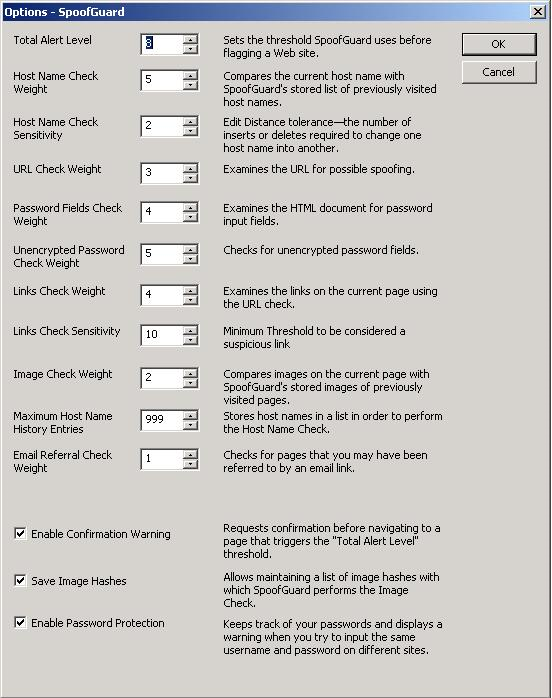 Options - SpoofGuard
Total Alert Level
8
Sets the threshold SpoofGuard uses before
flagging a Web site.
OK
Cancel
Host Name Check
Weight
5
Compares the current host name with
SpoofGuard's stored list of previously visited
host names.
Host Name Check
Sensitivity
2
Edit Distance tolerance—the number of
inserts or deletes required to change one
host name into another.
URL Check Weight
3
Examines the URL for possible spoofing.
Password Fields Check
Weight
4
Examines the HTML document for password
input fields.
Unencrypted Password
Check Weight
5
Checks for unencrypted password fields.
Links Check Weight
4
Examines the links on the current page using
the URL check.
Links Check Sensitivity
10
Minimum Threshold to be considered a
suspicious link
Image Check Weight
2
Compares images on the current page with
SpoofGuard's stored images of previously
visited pages.
Maximum Host Name
History Entries
999
Stores host names in a list in order to perform
the Host Name Check.
Email Referral Check
Weight
1
Checks for pages that you may have been
referred to by an email link.
Enable Confirmation Warning
Requests confirmation before navigating to a
page that triggers the "Total Alert Level"
threshold.
Save Image Hashes
Allows maintaining a list of image hashes with
which SpoofGuard performs the Image
Check.
Enable Password Protection
Keeps track of your passwords and displays a
warning when you try to input the same
username and password on different sites.